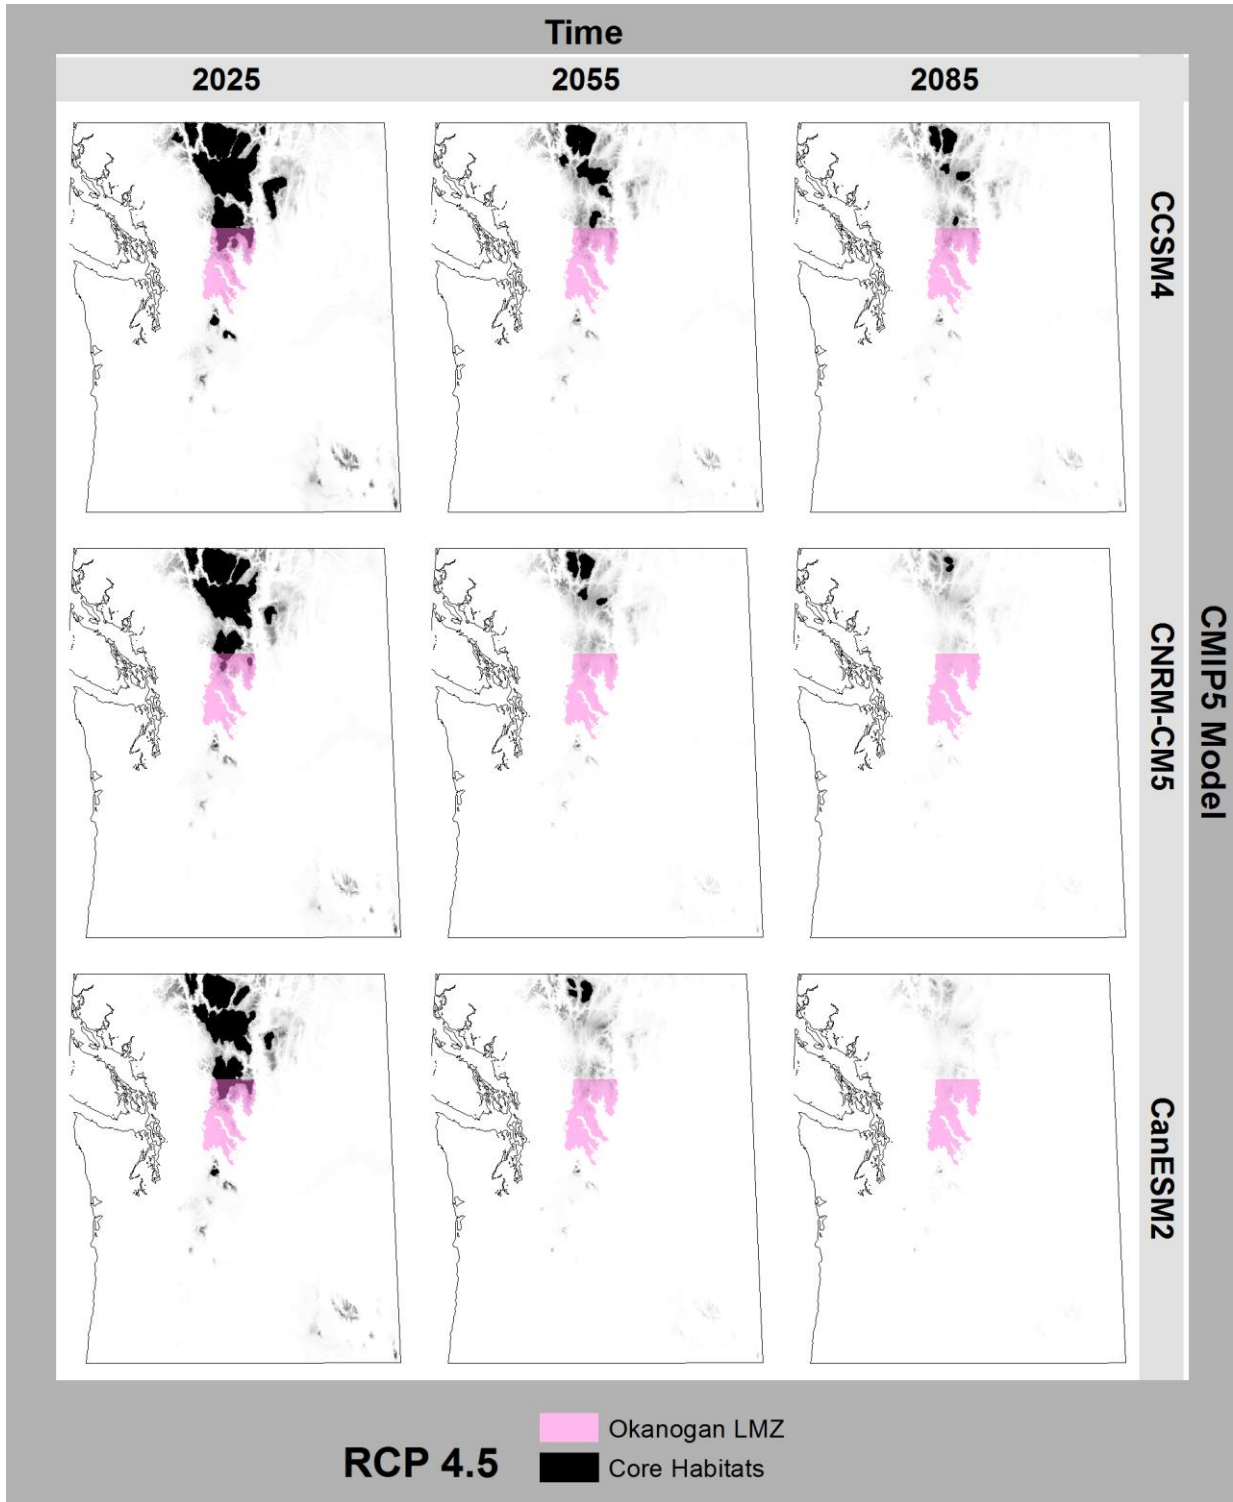 Time
2025
2055
2085
CCSM4
CNRM-CM5
CanESM2
CMIP5 Model
RCP 4.5
Okanogan LMZ
Core Habitats